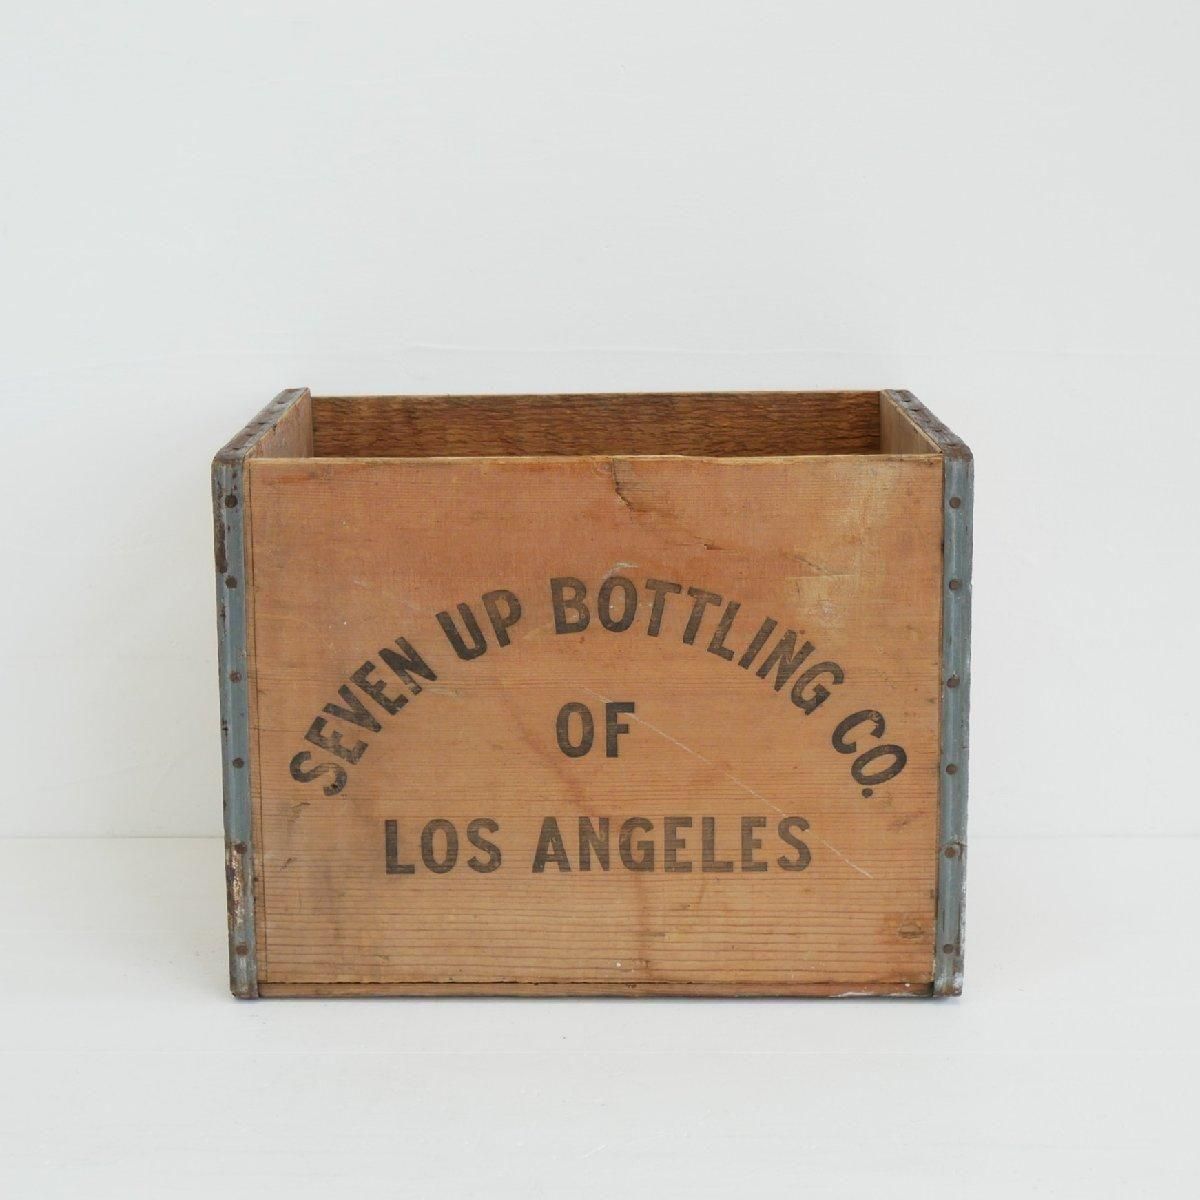 SEVEN UP BOTTLING CO.
OF
LOS ANGELES